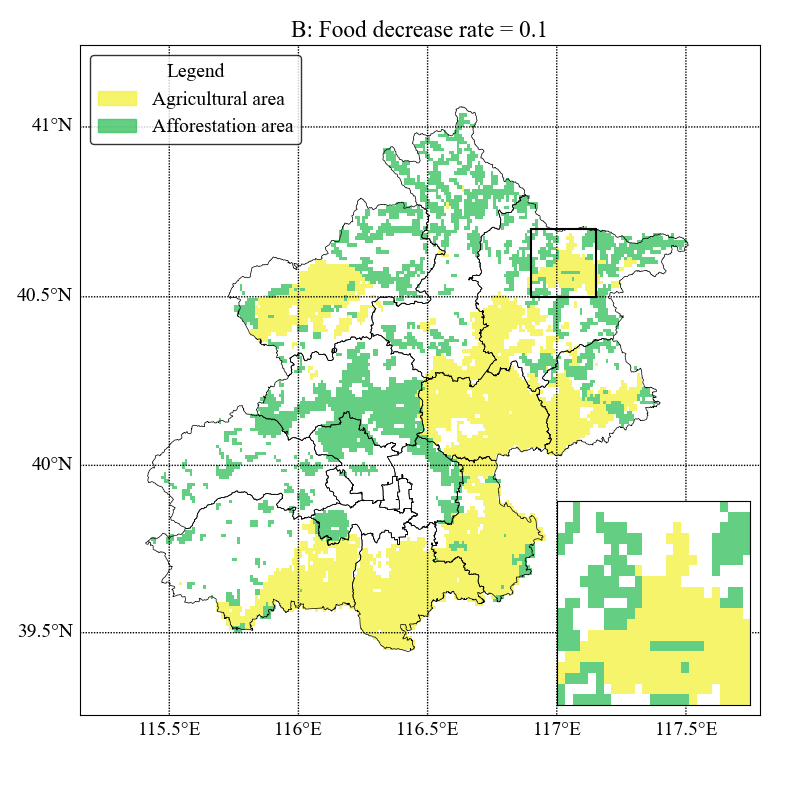 B: Food decrease rate = 0.1
Legend
Agricultural area
Afforestation area
41°N
40.5°N
40°N
39.5°N
115.5°E 116°E 116.5°E 117°E 117.5°E